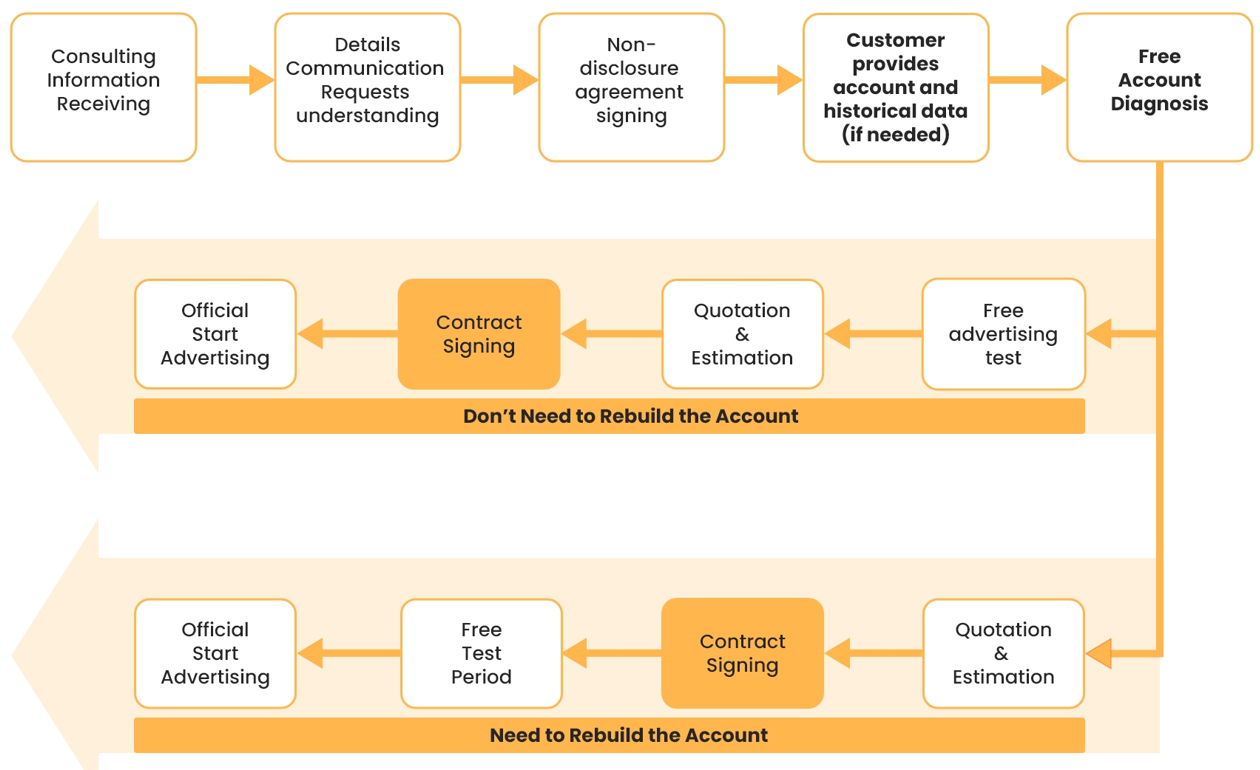 Consulting
Information
Receiving
Details
Communication
Requests
understanding
Non-
disclosure
agreement
signing
Customer
provides
account and
historical data
(if needed)
Free
Account
Diagnosis
Official
Start
Advertising
Contract
Signing
Quotation
&
Estimation
Free
advertising
test
Don’t Need to Rebuild the Account
Official
Start
Advertising
Free
Test
Period
Contract
Signing
Quotation
&
Estimation
Need to Rebuild the Account